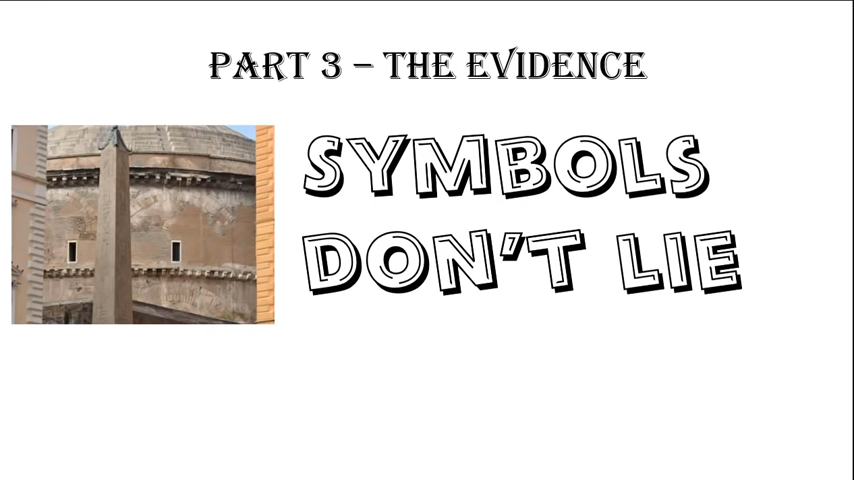 PART 3 – THE EVIDENCE
SYMBOLS
DON'T LIE